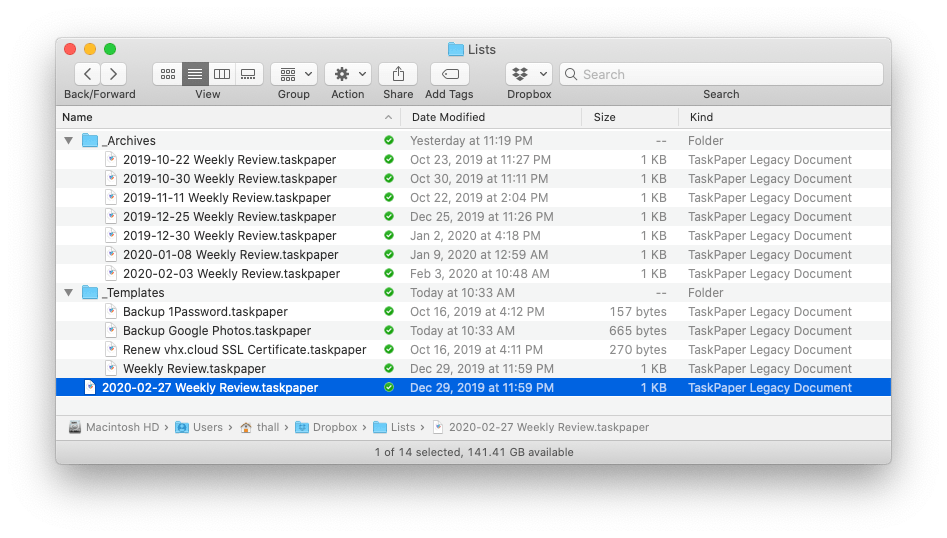 Lists
Search
Back/Forward View Group Action Share Add Tags Dropbox Search
Name Date Modified Size Kind
_Archives Yesterday at 11:19 PM -- Folder
2019-10-22 Weekly Review.taskpaper Oct 23, 2019 at 11:27 PM 1 KB TaskPaper Legacy Document
2019-10-30 Weekly Review.taskpaper Oct 30, 2019 at 11:11 PM 1 KB TaskPaper Legacy Document
2019-11-11 Weekly Review.taskpaper Oct 22, 2019 at 2:04 PM 1 KB TaskPaper Legacy Document
2019-12-25 Weekly Review.taskpaper Dec 25, 2019 at 11:26 PM 1 KB TaskPaper Legacy Document
2019-12-30 Weekly Review.taskpaper Jan 2, 2020 at 4:18 PM 1 KB TaskPaper Legacy Document
2020-01-08 Weekly Review.taskpaper Jan 9, 2020 at 12:59 AM 1 KB TaskPaper Legacy Document
2020-02-03 Weekly Review.taskpaper Feb 3, 2020 at 10:48 AM 1 KB TaskPaper Legacy Document
_Templates Today at 10:33 AM -- Folder
Backup 1Password.taskpaper Oct 16, 2019 at 4:12 PM 157 bytes TaskPaper Legacy Document
Backup Google Photos.taskpaper Today at 10:33 AM 665 bytes TaskPaper Legacy Document
Renew vhx.cloud SSL Certificate.taskpaper Oct 16, 2019 at 4:11 PM 270 bytes TaskPaper Legacy Document
Weekly Review.taskpaper Dec 29, 2019 at 11:59 PM 1 KB TaskPaper Legacy Document
2020-02-27 Weekly Review.taskpaper Dec 29, 2019 at 11:59 PM 1 KB TaskPaper Legacy Document
Macintosh HD › Users › thall › Dropbox › Lists › 2020-02-27 Weekly Review.taskpaper
1 of 14 selected, 141.41 GB available